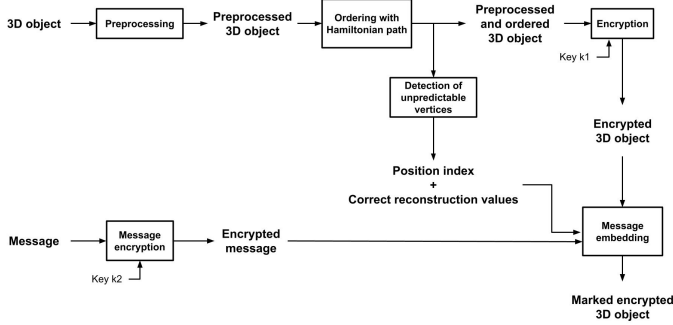 3D object
Preprocessing
Preprocessed
3D object
Ordering with
Hamiltonian path
Preprocessed
and ordered
3D object
Encryption
Key k1
Detection of
unpredictable
vertices
Encrypted
3D object
Position index
+
Correct reconstruction values
Message
Message
encryption
Key k2
Encrypted
message
Message
embedding
Marked encrypted
3D object